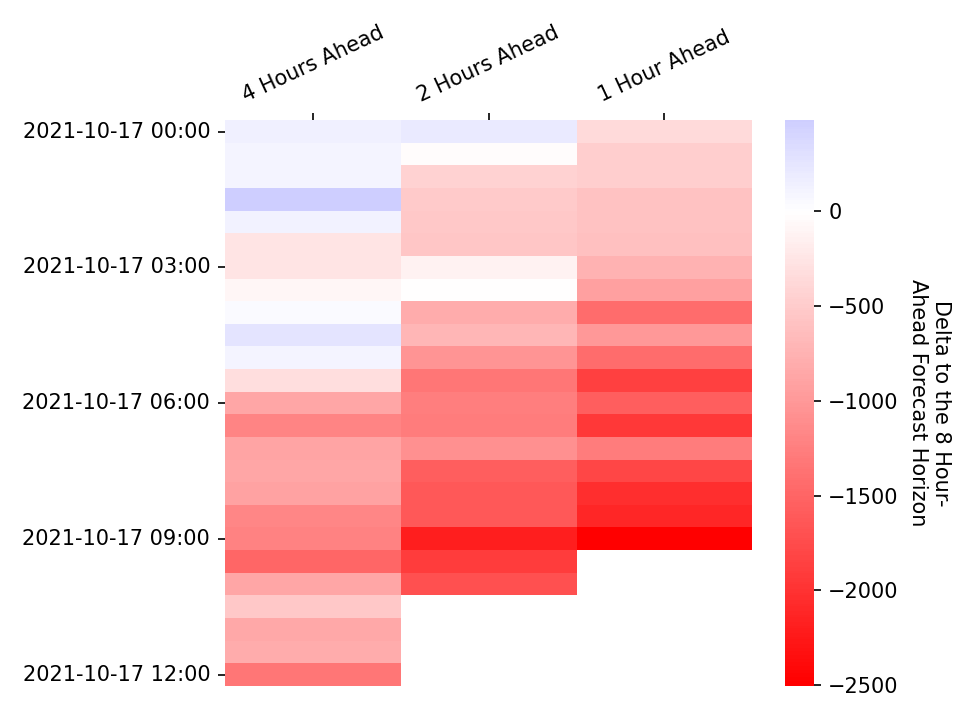 4 Hours Ahead
2 Hours Ahead
1 Hour Ahead
2021-10-17 00:00
2021-10-17 03:00
2021-10-17 06:00
2021-10-17 09:00
2021-10-17 12:00
0
−500
−1000
−1500
−2000
−2500
Delta to the 8 Hour-
Ahead Forecast Horizon